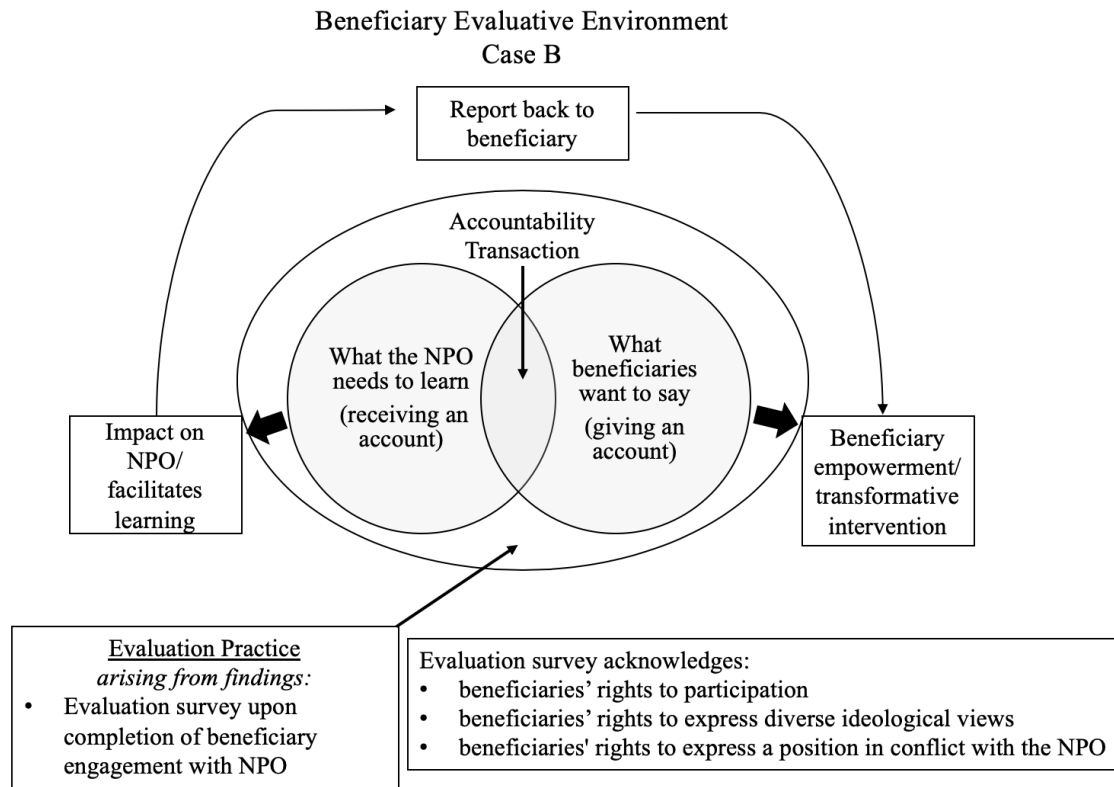 Beneficiary Evaluative Environment
Case B
Report back to
beneficiary
Accountability
Transaction
What the NPO
needs to learn
(receiving an
account)
What
beneficiaries
want to say
(giving an
account)
Impact on
NPO/
facilitates
learning
Beneficiary
empowerment/
transformative
intervention
Evaluation Practice
arising from findings:
• Evaluation survey upon
completion of beneficiary
engagement with NPO
Evaluation survey acknowledges:
• beneficiaries’ rights to participation
• beneficiaries’ rights to express diverse ideological views
• beneficiaries' rights to express a position in conflict with the NPO